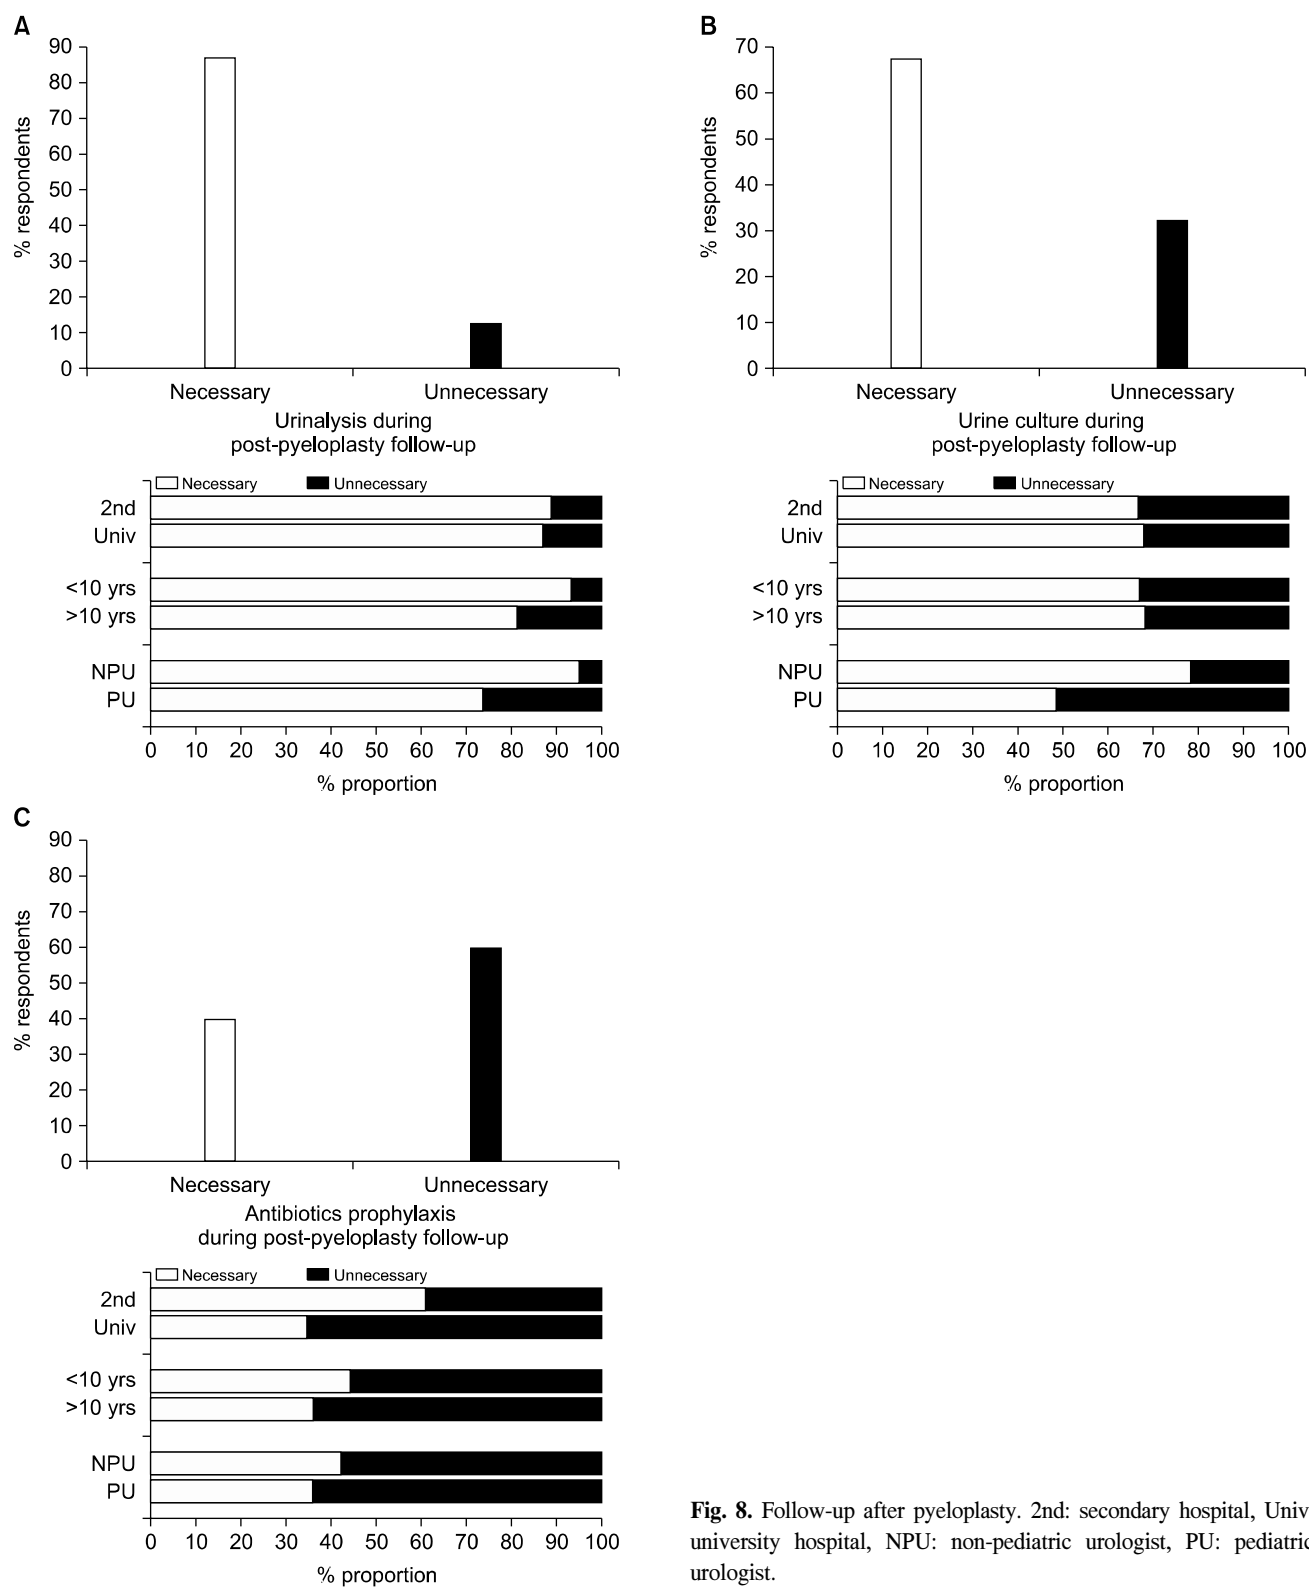 A
90
80
70
60
50
40
30
20
10
0
% respondents
Necessary Unnecessary
Urinalysis during
post-pyeloplasty follow-up
Necessary Unnecessary
2nd
Univ
<10 yrs
>10 yrs
NPU
PU
0 10 20 30 40 50 60 70 80 90 100
% proportion
B
70
60
50
40
30
20
10
0
% respondents
Necessary Unnecessary
Urine culture during
post-pyeloplasty follow-up
Necessary Unnecessary
2nd
Univ
<10 yrs
>10 yrs
NPU
PU
0 10 20 30 40 50 60 70 80 90 100
% proportion
C
90
80
70
60
50
40
30
20
10
0
% respondents
Necessary Unnecessary
Antibiotics prophylaxis
during post-pyeloplasty follow-up
Necessary Unnecessary
2nd
Univ
<10 yrs
>10 yrs
NPU
PU
0 10 20 30 40 50 60 70 80 90 100
% proportion
Fig. 8. Follow-up after pyeloplasty. 2nd: secondary hospital, Univ
university hospital, NPU: non-pediatric urologist, PU: pediatric
urologist.